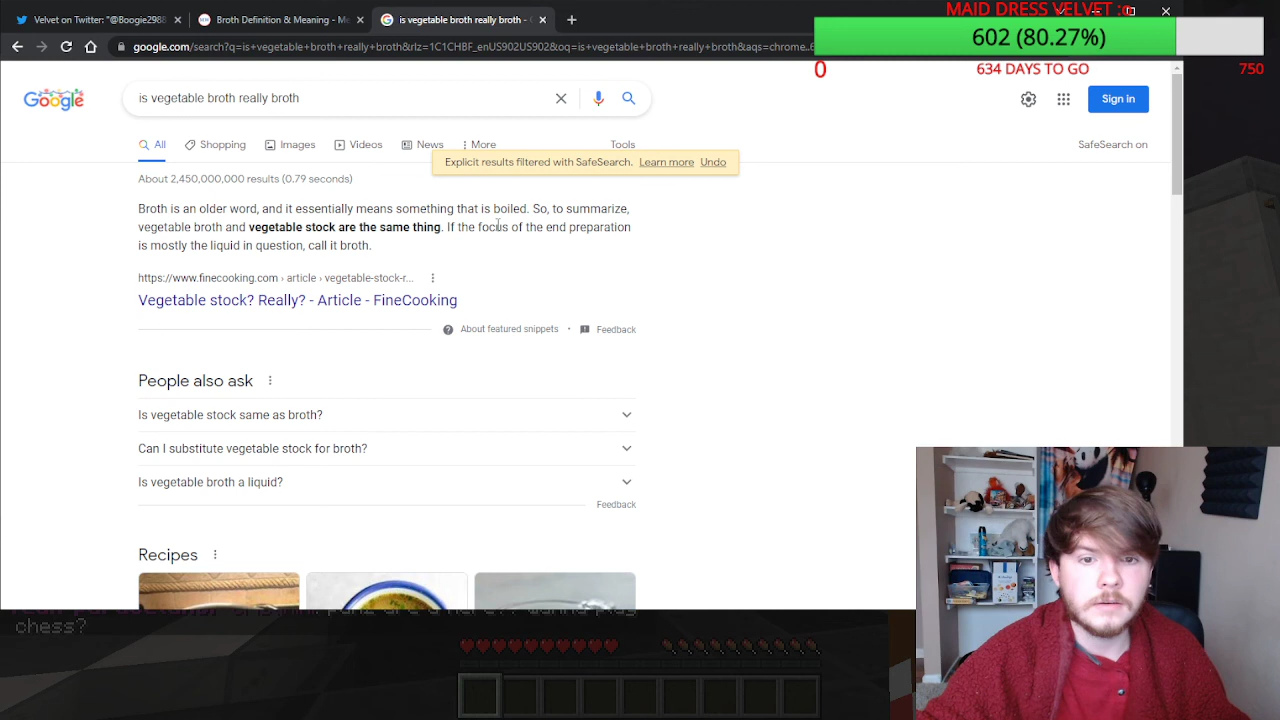 MAID DRESS VELVET :o
Velvet on Twitter: "@Boogie2988
Broth Definition & Meaning - Me
is vegetable broth really broth -
602 (80.27%)
google.com/search?q=is+vegetable+broth+really+broth&rlz=1C1CHBF_enUS902US902&oq=is+vegetable+broth+really+broth&aqs=chrome..6
0
634 DAYS TO GO
750
Google
is vegetable broth really broth
Sign in
All
Shopping
Images
Videos
News
More
Tools
SafeSearch on
Explicit results filtered with SafeSearch. Learn more Undo
About 2,450,000,000 results (0.79 seconds)
Broth is an older word, and it essentially means something that is boiled. So, to summarize,
vegetable broth and vegetable stock are the same thing. If the focus of the end preparation
is mostly the liquid in question, call it broth.
https://www.finecooking.com › article › vegetable-stock-r...
Vegetable stock? Really? - Article - FineCooking
About featured snippets
Feedback
People also ask
Is vegetable stock same as broth?
Can I substitute vegetable stock for broth?
Is vegetable broth a liquid?
Feedback
Recipes
chess?